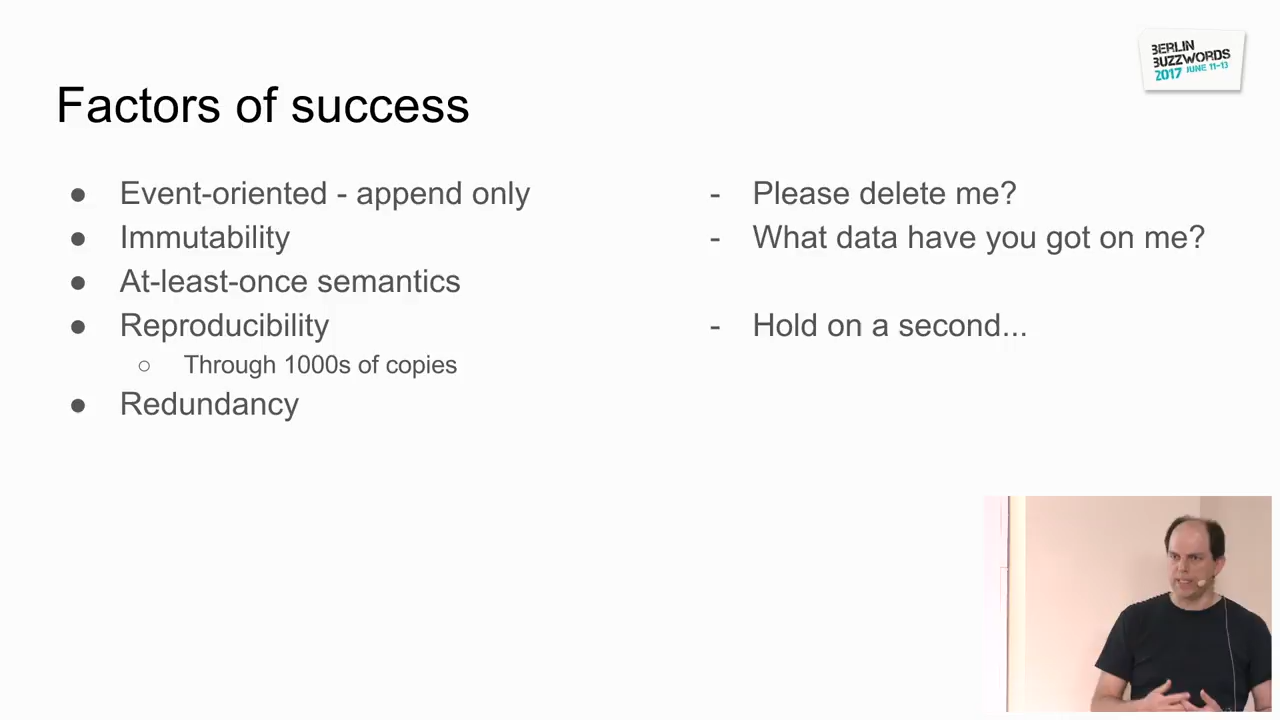 BERLIN
BUZZWORDS
2017 JUNE 11-13
Factors of success
● Event-oriented - append only
● Immutability
● At-least-once semantics
● Reproducibility
○ Through 1000s of copies
● Redundancy
- Please delete me?
- What data have you got on me?
- Hold on a second...